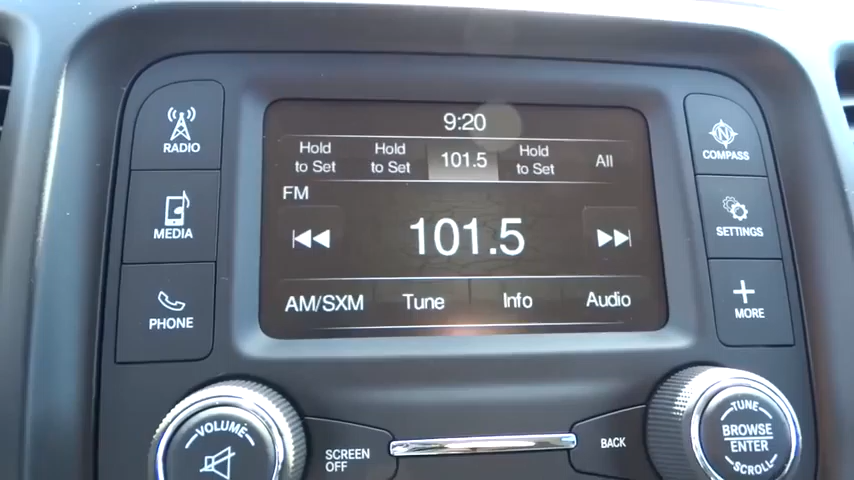 9:20
RADIO
Hold to Set
Hold to Set
101.5
Hold to Set
All
N
COMPASS
FM
MEDIA
101.5
SETTINGS
PHONE
AM/SXM
Tune
Info
Audio
MORE
VOLUME
SCREEN OFF
BACK
TUNE
BROWSE
ENTER
SCROLL